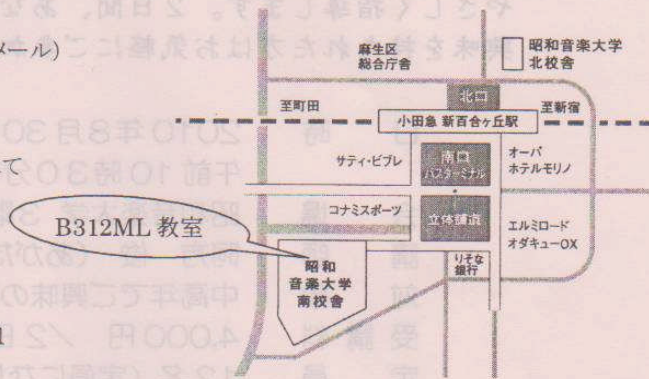 メール)
て
麻生区
総合庁舎
昭和音楽大学
北校舎
北口
至町田
至新宿
小田急 新百合ヶ丘駅
サティ・ビブレ
南口
バスターミナル
オーパ
ホテルモリノ
コナミスポーツ
立体舗道
エルミロード
オダキューOX
りそな
銀行
B312ML 教室
昭和
音楽大学
南校舎